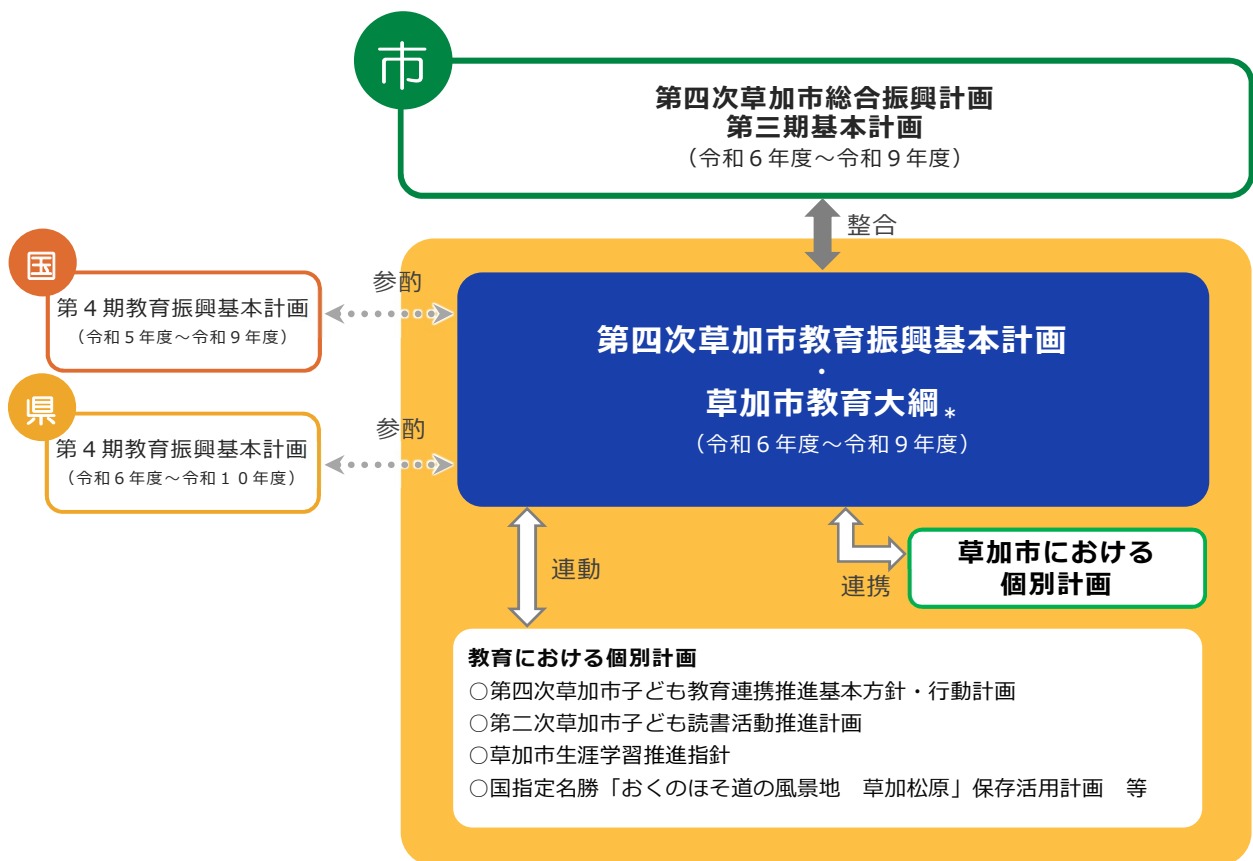 市
第四次草加市総合振興計画
第三期基本計画
（令和６年度～令和９年度）
整合
国
第４期教育振興基本計画
（令和５年度～令和９年度）
参酌
県
第４期教育振興基本計画
（令和６年度～令和１０年度）
参酌
第四次草加市教育振興基本計画
・
草加市教育大綱*
（令和６年度～令和９年度）
連動
連携
草加市における
個別計画
教育における個別計画
○第四次草加市子ども教育連携推進基本方針・行動計画
○第二次草加市子ども読書活動推進計画
○草加市生涯学習推進指針
○国指定名勝「おくのほそ道の風景地　草加松原」保存活用計画　等